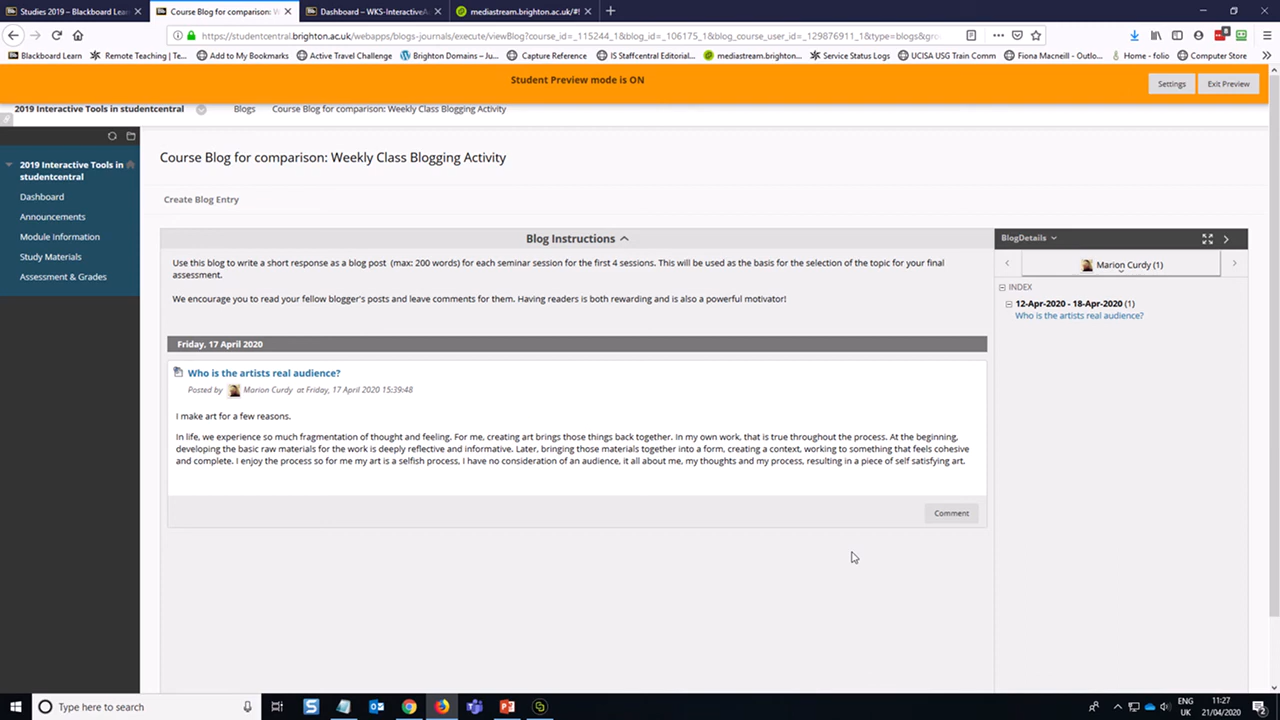 Studies 2019 – Blackboard Lear
Course Blog for comparison: W
Dashboard – WKS-InteractiveA
mediastream.brighton.ac.uk/#!
https://studentcentral.brighton.ac.uk/webapps/blogs-journals/execute/viewBlog?course_id=_115244_1&blog_id=_106175_1&blog_course_user_id=_129876911_1&type=blogs&gro
Blackboard Learn
Remote Teaching | Te...
Add to My Bookmarks
Active Travel Challenge
Brighton Domains – Ju...
Capture Reference
IS Staffcentral Editorial...
mediastream.brighton...
Service Status Logs
UCISA USG Train Comm
Fiona Macneill - Outlo...
Home - folio
Computer Store
Student Preview mode is ON
Settings
Exit Preview
2019 Interactive Tools in studentcentral
Blogs
Course Blog for comparison: Weekly Class Blogging Activity
2019 Interactive Tools in
studentcentral
Dashboard
Announcements
Module Information
Study Materials
Assessment & Grades
Course Blog for comparison: Weekly Class Blogging Activity
Create Blog Entry
Blog Instructions
Use this blog to write a short response as a blog post (max: 200 words) for each seminar session for the first 4 sessions. This will be used as the basis for the selection of the topic for your final
assessment.
We encourage you to read your fellow blogger's posts and leave comments for them. Having readers is both rewarding and is also a powerful motivator!
Friday, 17 April 2020
Who is the artists real audience?
Posted by Marion Curdy at Friday, 17 April 2020 15:39:48
I make art for a few reasons.
In life, we experience so much fragmentation of thought and feeling. For me, creating art brings those things back together. In my own work, that is true throughout the process. At the beginning,
developing the basic raw materials for the work is deeply reflective and informative. Later, bringing those materials together into a form, creating a context, working to something that feels cohesive
and complete. I enjoy the process so for me my art is a selfish process, I have no consideration of an audience, it all about me, my thoughts and my process, resulting in a piece of self satisfying art.
Comment
BlogDetails
Marion Curdy (1)
INDEX
12-Apr-2020 - 18-Apr-2020 (1)
Who is the artists real audience?
Type here to search
ENG
UK
11:27
21/04/2020
2